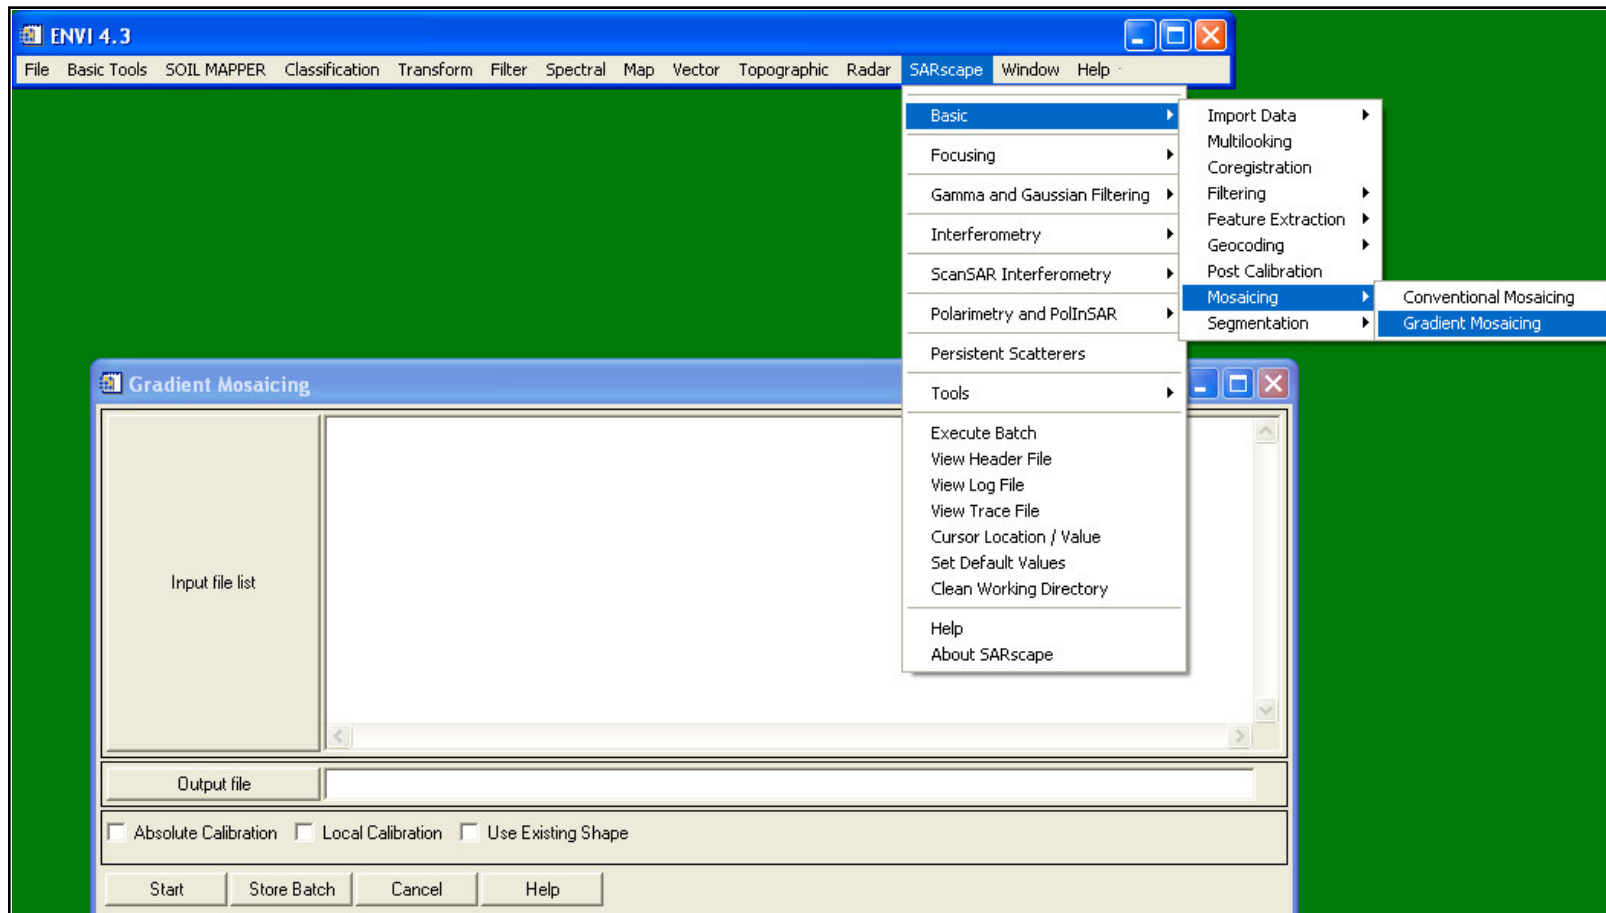 ENVI 4.3
File Basic Tools SOIL MAPPER Classification Transform Filter Spectral Map Vector Topographic Radar SARscape Window Help
Basic
Focusing
Gamma and Gaussian Filtering
Interferometry
ScanSAR Interferometry
Polarimetry and PolInSAR
Persistent Scatterers
Tools
Execute Batch
View Header File
View Log File
View Trace File
Cursor Location / Value
Set Default Values
Clean Working Directory
Help
About SARscape
Import Data
Multilooking
Coregistration
Filtering
Feature Extraction
Geocoding
Post Calibration
Mosaicing
Segmentation
Conventional Mosaicing
Gradient Mosaicing
Gradient Mosaicing
Input file list
Output file
Absolute Calibration Local Calibration Use Existing Shape
Start Store Batch Cancel Help